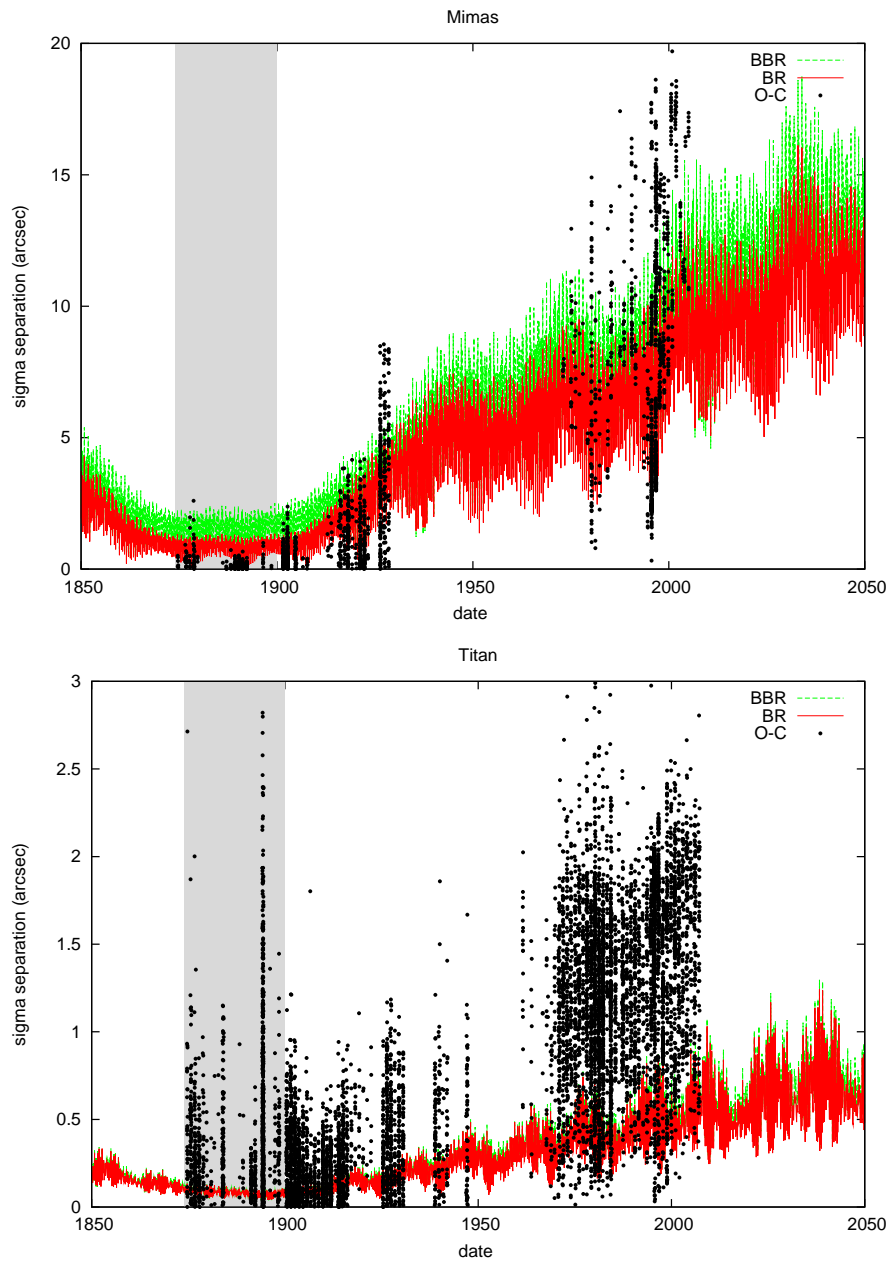 Mimas
20
15
10
5
0
sigma separation (arcsec)
BBR
BR
O-C
1850
1900
1950
2000
2050
date
Titan
3
2.5
2
1.5
1
0.5
0
sigma separation (arcsec)
BBR
BR
O-C
1850
1900
1950
2000
2050
date